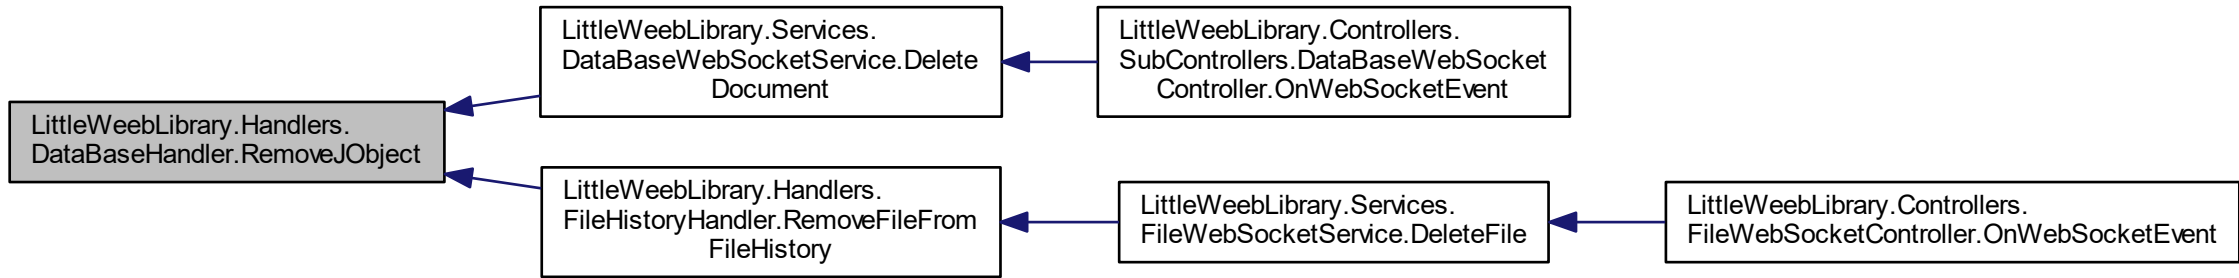 LittleWeebLibrary.Handlers.
DataBaseHandler.RemoveJObject
LittleWeebLibrary.Services.
DataBaseWebSocketService.Delete
Document
LittleWeebLibrary.Controllers.
SubControllers.DataBaseWebSocket
Controller.OnWebSocketEvent
LittleWeebLibrary.Handlers.
FileHistoryHandler.RemoveFileFrom
FileHistory
LittleWeebLibrary.Services.
FileWebSocketService.DeleteFile
LittleWeebLibrary.Controllers.
FileWebSocketController.OnWebSocketEvent